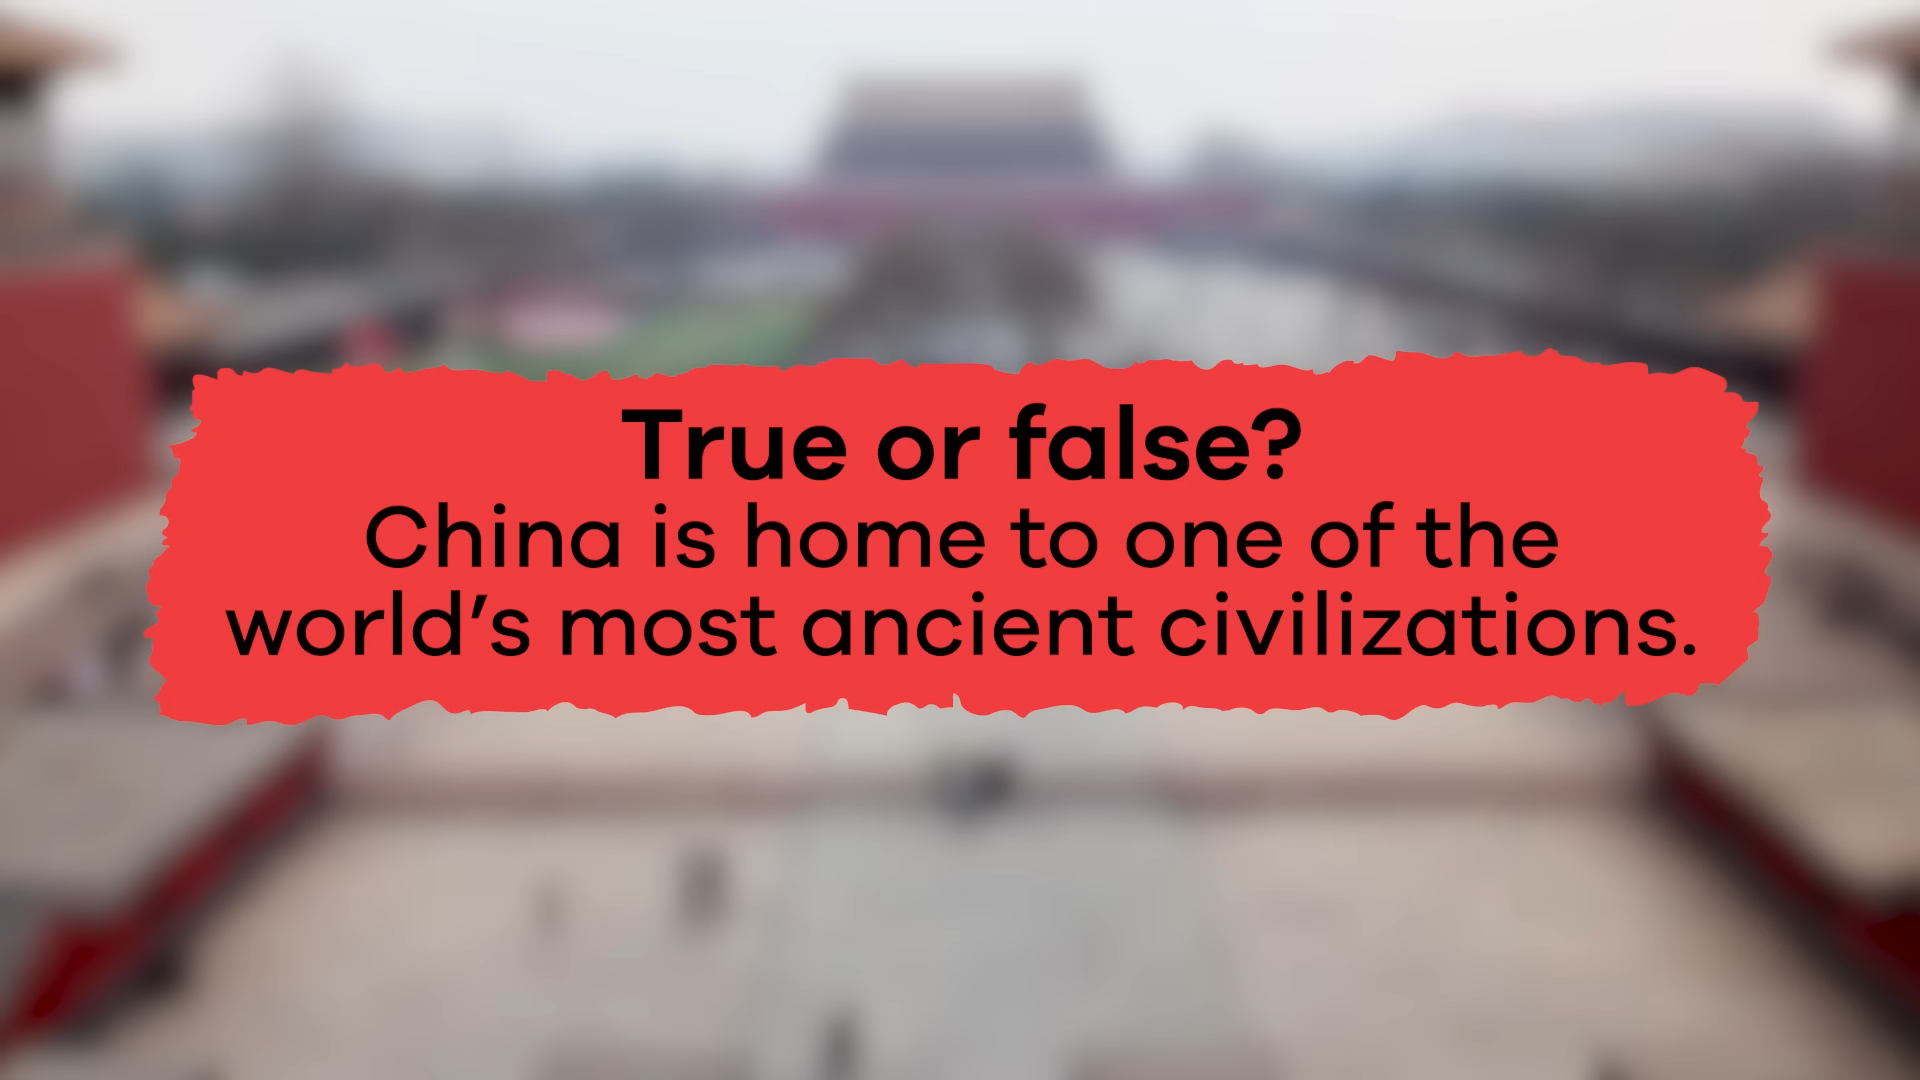 True or false?
China is home to one of the
world’s most ancient civilizations.